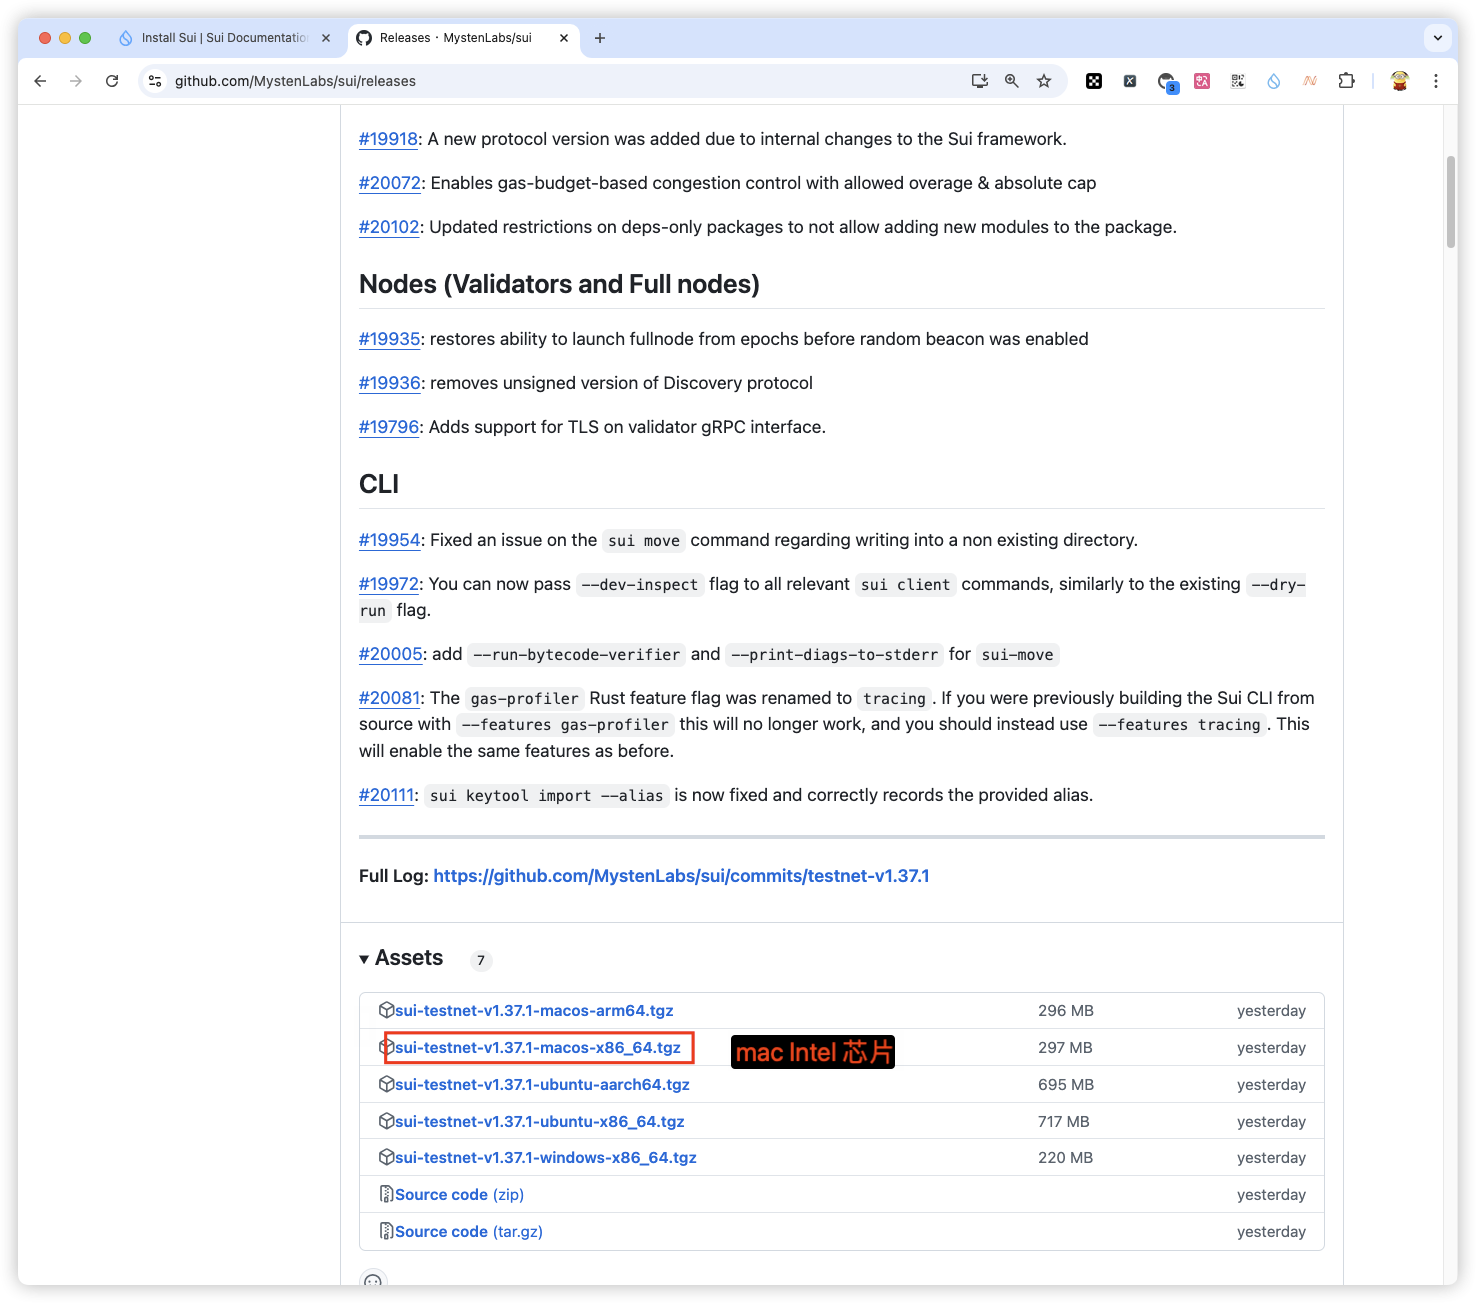 Install Sui | Sui Documentatio
Releases · MystenLabs/sui
github.com/MystenLabs/sui/releases
3
#19918: A new protocol version was added due to internal changes to the Sui framework.
#20072: Enables gas-budget-based congestion control with allowed overage & absolute cap
#20102: Updated restrictions on deps-only packages to not allow adding new modules to the package.
Nodes (Validators and Full nodes)
#19935: restores ability to launch fullnode from epochs before random beacon was enabled
#19936: removes unsigned version of Discovery protocol
#19796: Adds support for TLS on validator gRPC interface.
CLI
#19954: Fixed an issue on the sui move command regarding writing into a non existing directory.
#19972: You can now pass --dev-inspect flag to all relevant sui client commands, similarly to the existing --dry-
run flag.
#20005: add --run-bytecode-verifier and --print-diags-to-stderr for sui-move
#20081: The gas-profiler Rust feature flag was renamed to tracing. If you were previously building the Sui CLI from
source with --features gas-profiler this will no longer work, and you should instead use --features tracing. This
will enable the same features as before.
#20111: sui keytool import --alias is now fixed and correctly records the provided alias.
Full Log: https://github.com/MystenLabs/sui/commits/testnet-v1.37.1
Assets 7
sui-testnet-v1.37.1-macos-arm64.tgz 296 MB yesterday
sui-testnet-v1.37.1-macos-x86_64.tgz mac Intel 芯片 297 MB yesterday
sui-testnet-v1.37.1-ubuntu-aarch64.tgz 695 MB yesterday
sui-testnet-v1.37.1-ubuntu-x86_64.tgz 717 MB yesterday
sui-testnet-v1.37.1-windows-x86_64.tgz 220 MB yesterday
Source code (zip) yesterday
Source code (tar.gz) yesterday